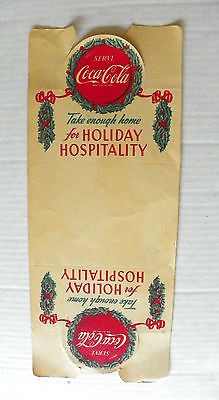 SERVE
Coca-Cola
Take enough home
for HOLIDAY
HOSPITALITY
HOSPITALITY
for HOLIDAY
Take enough home
Coca-Cola
SERVE